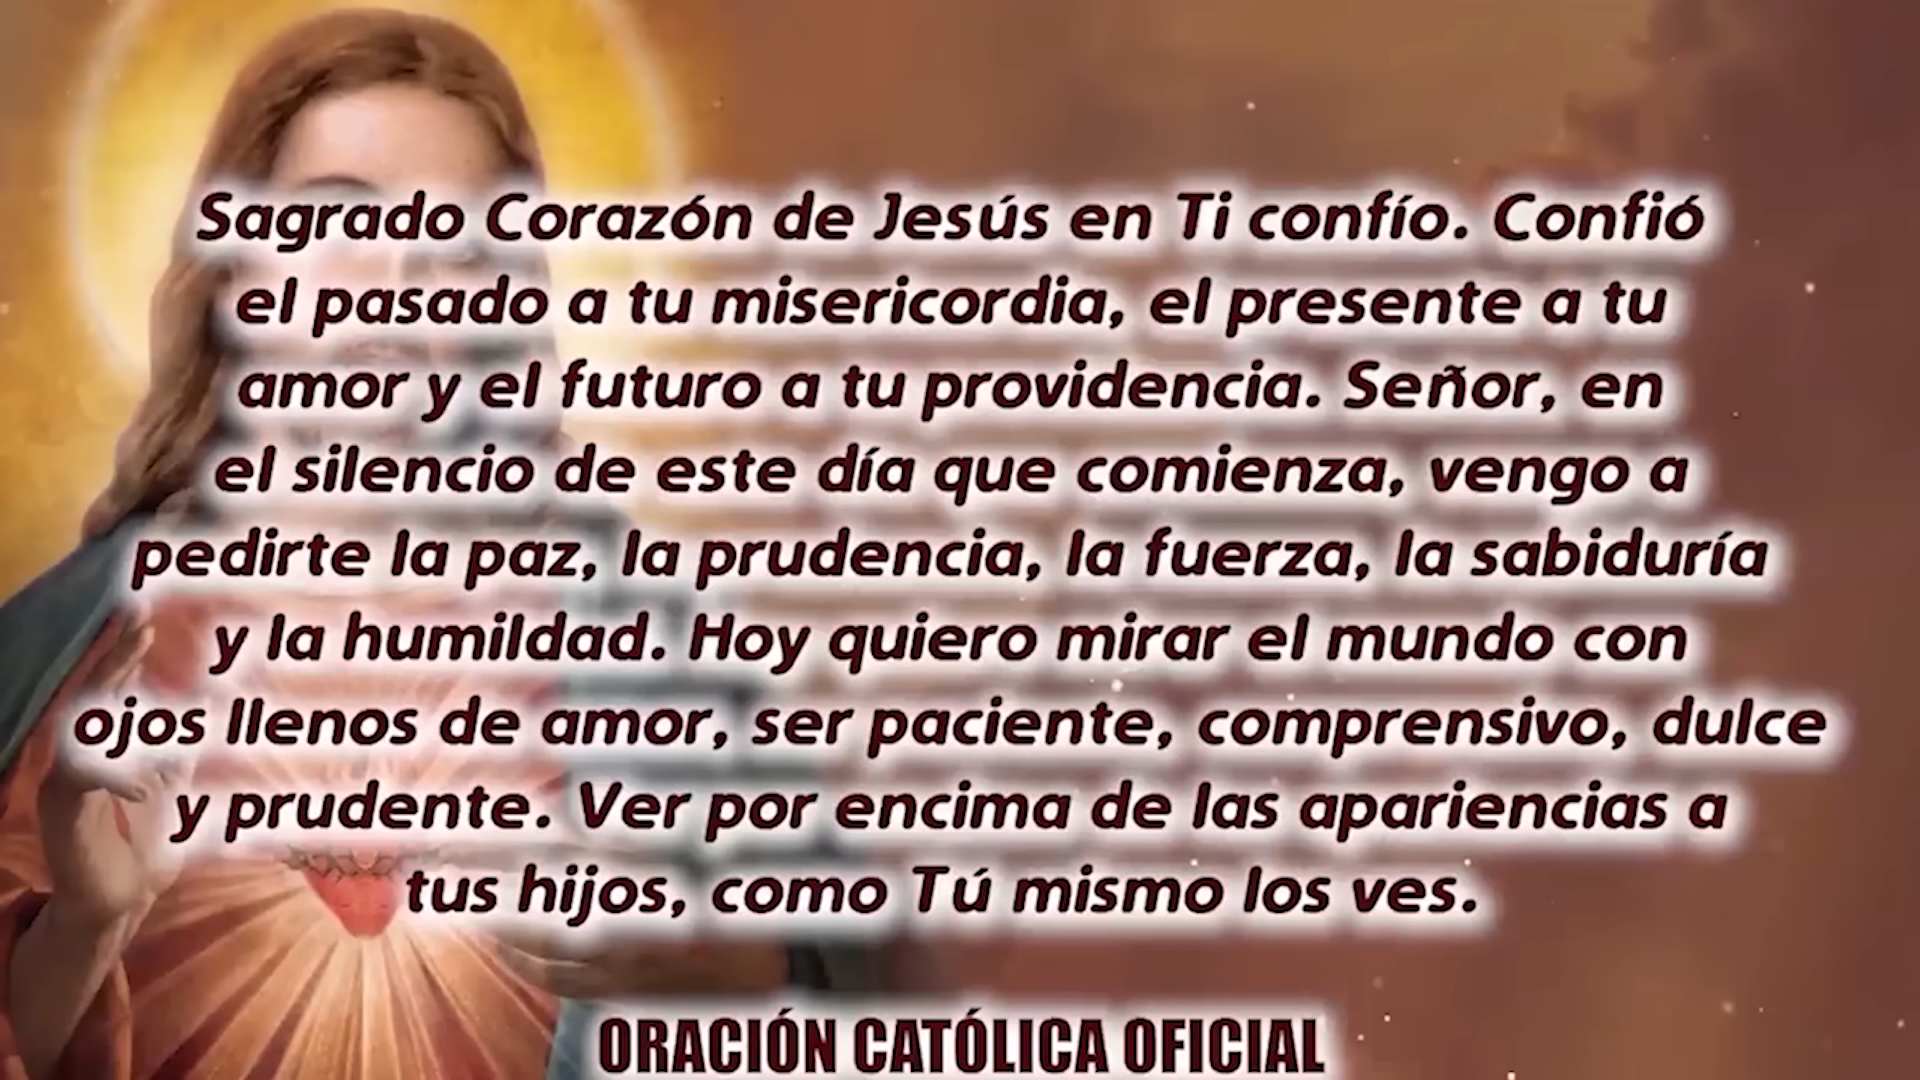 Sagrado Corazón de Jesús en Ti confío. Confió
el pasado a tu misericordia, el presente a tu
amor y el futuro a tu providencia. Señor, en
el silencio de este día que comienza, vengo a
pedirte la paz, la prudencia, la fuerza, la sabiduría
y la humildad. Hoy quiero mirar el mundo con
ojos llenos de amor, ser paciente, comprensivo, dulce
y prudente. Ver por encima de las apariencias a
tus hijos, como Tú mismo los ves.
ORACIÓN CATÓLICA OFICIAL